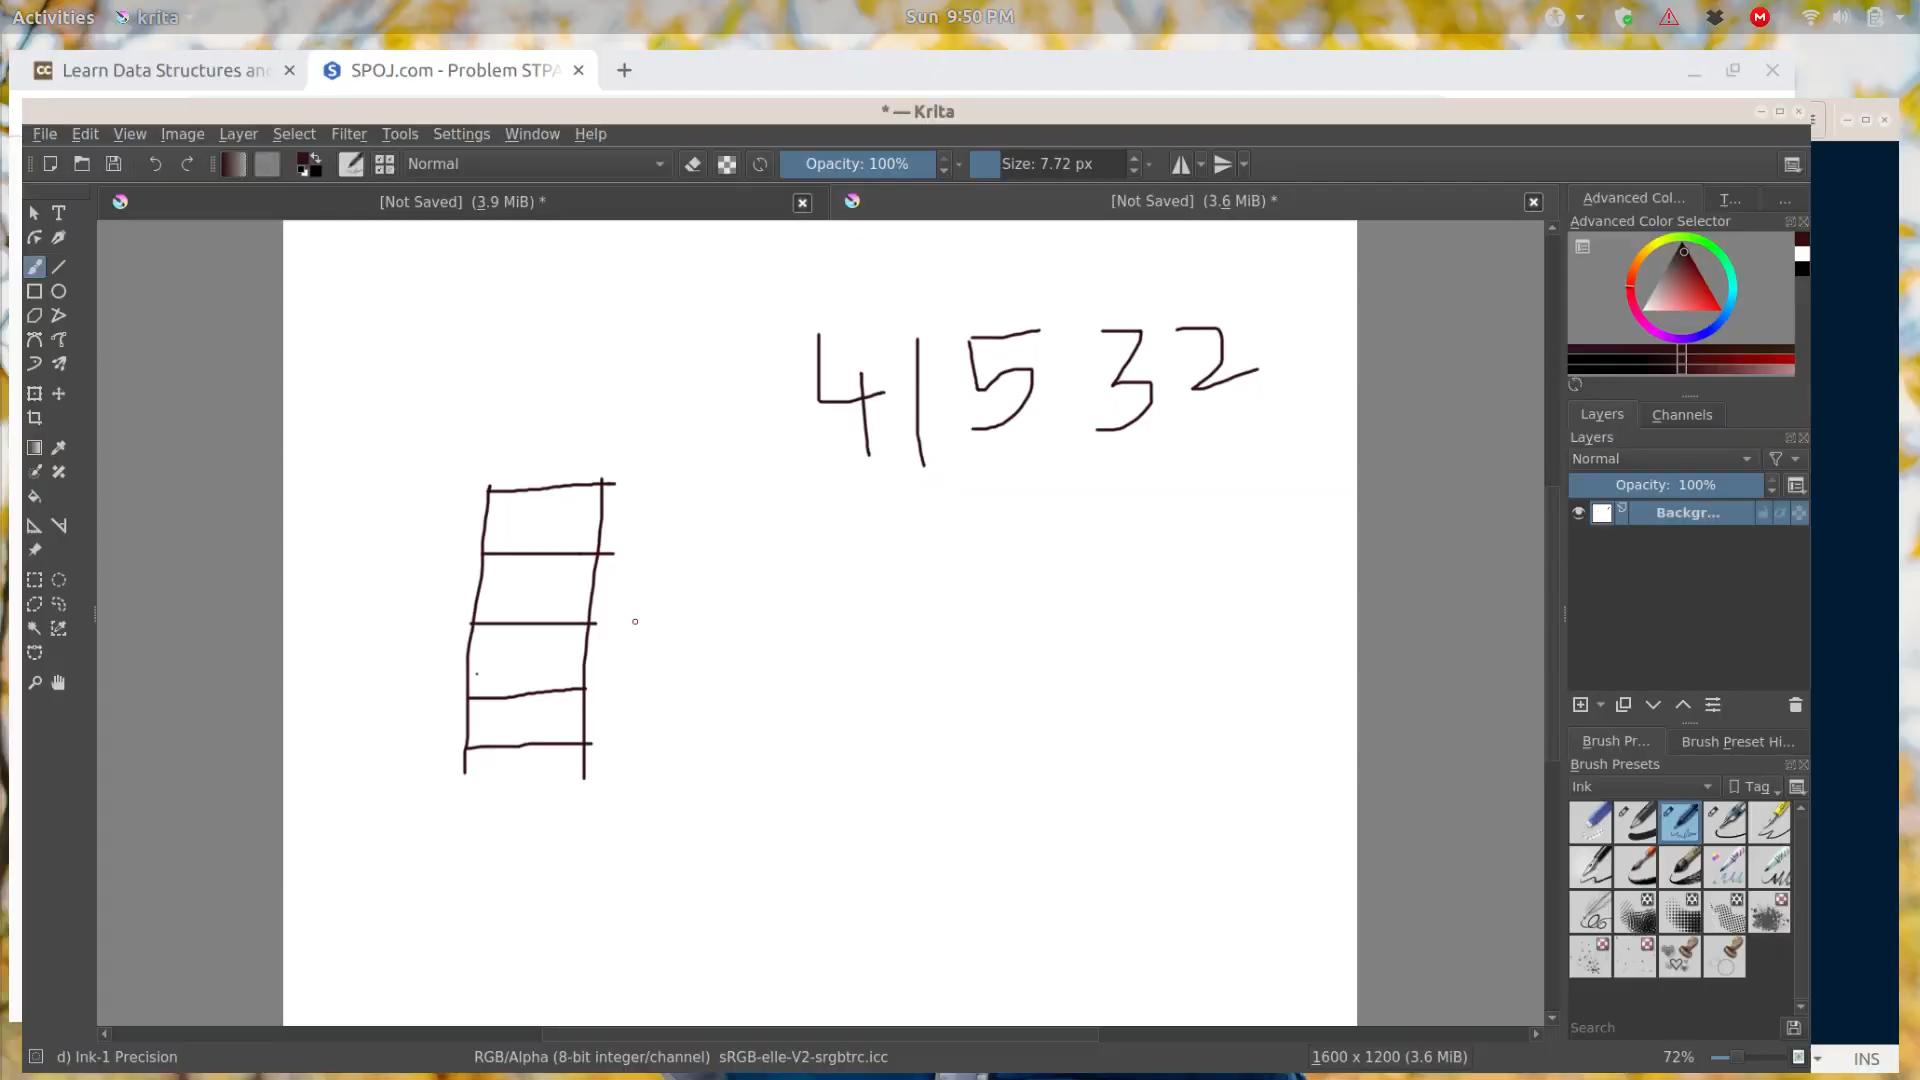 Activities krita Sun 9:50 PM
Learn Data Structures anc SPOJ.com - Problem STPA
* — Krita
File Edit View Image Layer Select Filter Tools Settings Window Help
Normal Opacity: 100% Size: 7.72 px
[Not Saved] (3.9 MiB) * [Not Saved] (3.6 MiB) * Advanced Col... T... ...
Advanced Color Selector
4 1 5 3 2
Layers Channels
Layers
Normal
Opacity: 100%
Backgr...
Brush Pr... Brush Preset Hi...
Brush Presets
Ink Tag
Search
d) Ink-1 Precision RGB/Alpha (8-bit integer/channel) sRGB-elle-V2-srgbtrc.icc 1600 x 1200 (3.6 MiB) 72% INS